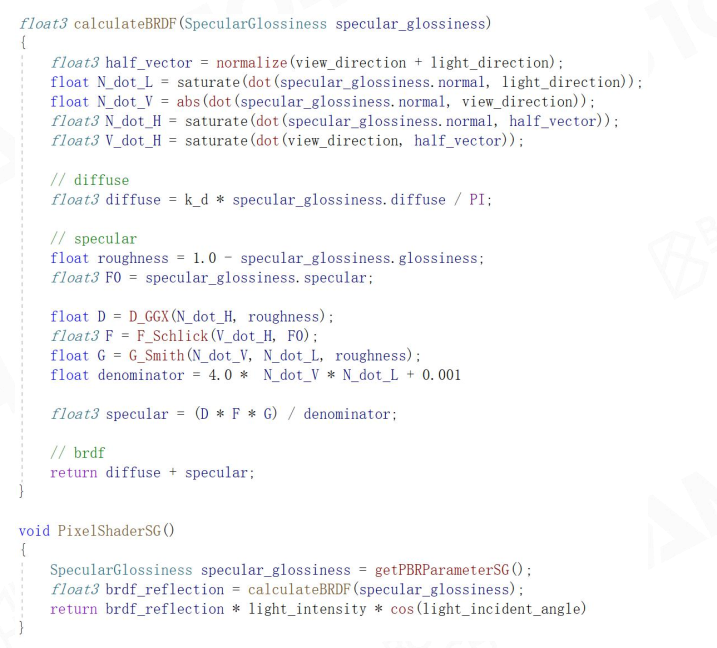 float3 calculateBRDF(SpecularGlossiness specular_glossiness)
{
    float3 half_vector = normalize(view_direction + light_direction);
    float N_dot_L = saturate(dot(specular_glossiness.normal, light_direction));
    float N_dot_V = abs(dot(specular_glossiness.normal, view_direction));
    float3 N_dot_H = saturate(dot(specular_glossiness.normal, half_vector));
    float3 V_dot_H = saturate(dot(view_direction, half_vector));

    // diffuse
    float3 diffuse = k_d * specular_glossiness.diffuse / PI;

    // specular
    float roughness = 1.0 - specular_glossiness.glossiness;
    float3 F0 = specular_glossiness.specular;

    float D = D_GGX(N_dot_H, roughness);
    float3 F = F_Schlick(V_dot_H, F0);
    float G = G_Smith(N_dot_V, N_dot_L, roughness);
    float denominator = 4.0 *  N_dot_V * N_dot_L + 0.001

    float3 specular = (D * F * G) / denominator;

    // brdf
    return diffuse + specular;
}

void PixelShaderSG()
{
    SpecularGlossiness specular_glossiness = getPBRParameterSG();
    float3 brdf_reflection = calculateBRDF(specular_glossiness);
    return brdf_reflection * light_intensity * cos(light_incident_angle)
}